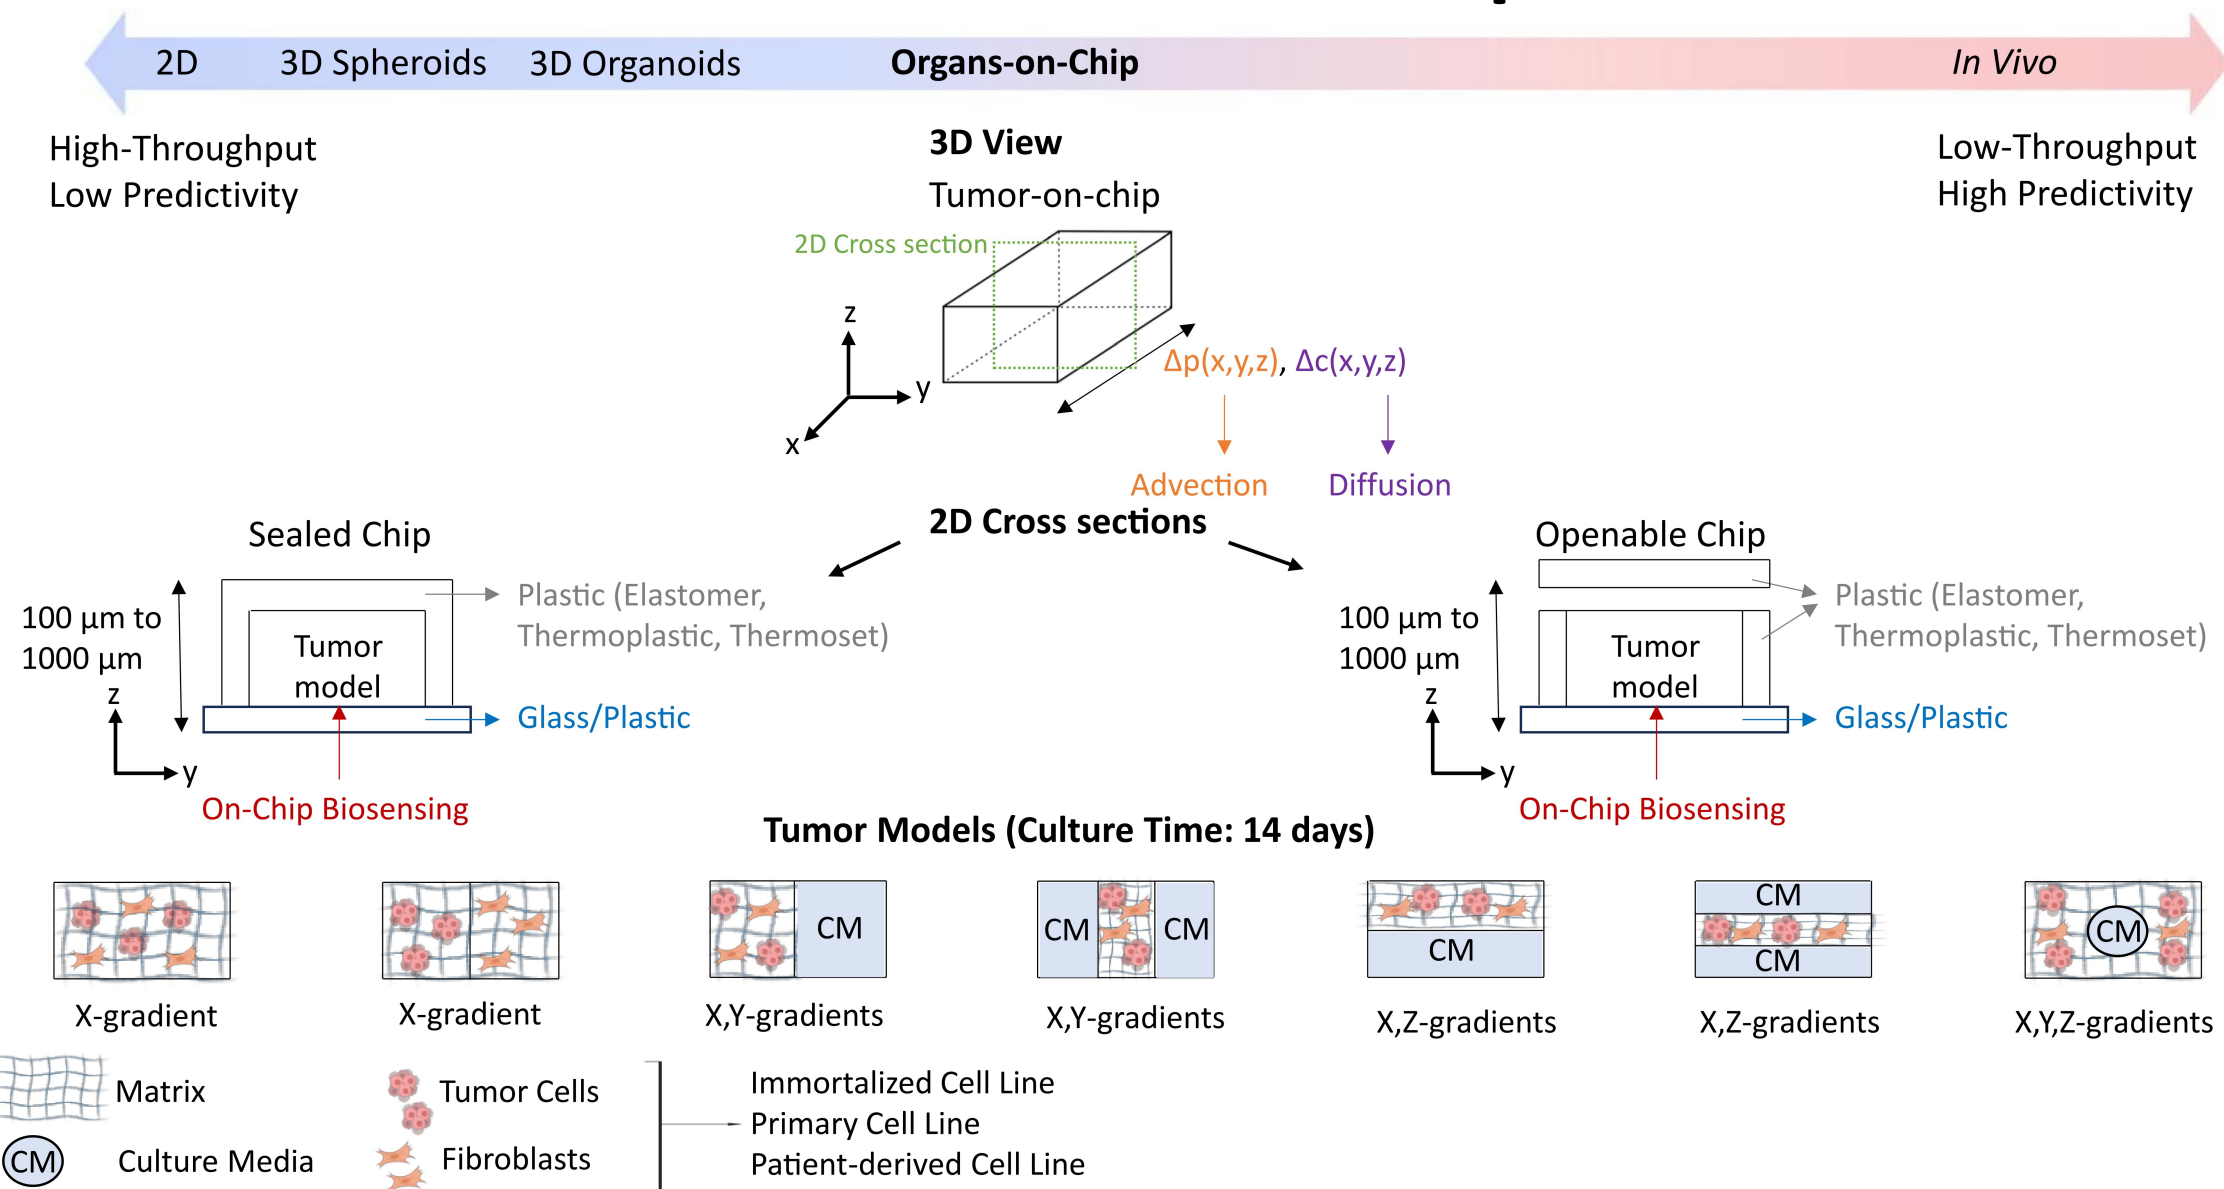 2D 3D Spheroids 3D Organoids Organs-on-Chip In Vivo
High-Throughput
Low Predictivity
Low-Throughput
High Predictivity
3D View
Tumor-on-chip
2D Cross section
z
y
x
Δp(x,y,z), Δc(x,y,z)
Advection
Diffusion
2D Cross sections
Sealed Chip
100 µm to
1000 µm
Tumor
model
Plastic (Elastomer,
Thermoplastic, Thermoset)
Glass/Plastic
z
y
On-Chip Biosensing
Openable Chip
100 µm to
1000 µm
Tumor
model
Plastic (Elastomer,
Thermoplastic, Thermoset)
Glass/Plastic
z
y
On-Chip Biosensing
Tumor Models (Culture Time: 14 days)
X-gradient
X-gradient
CM
X,Y-gradients
CM CM
X,Y-gradients
CM
X,Z-gradients
CM
CM
X,Z-gradients
CM
X,Y,Z-gradients
Matrix
CM Culture Media
Tumor Cells
Fibroblasts
Immortalized Cell Line
Primary Cell Line
Patient-derived Cell Line